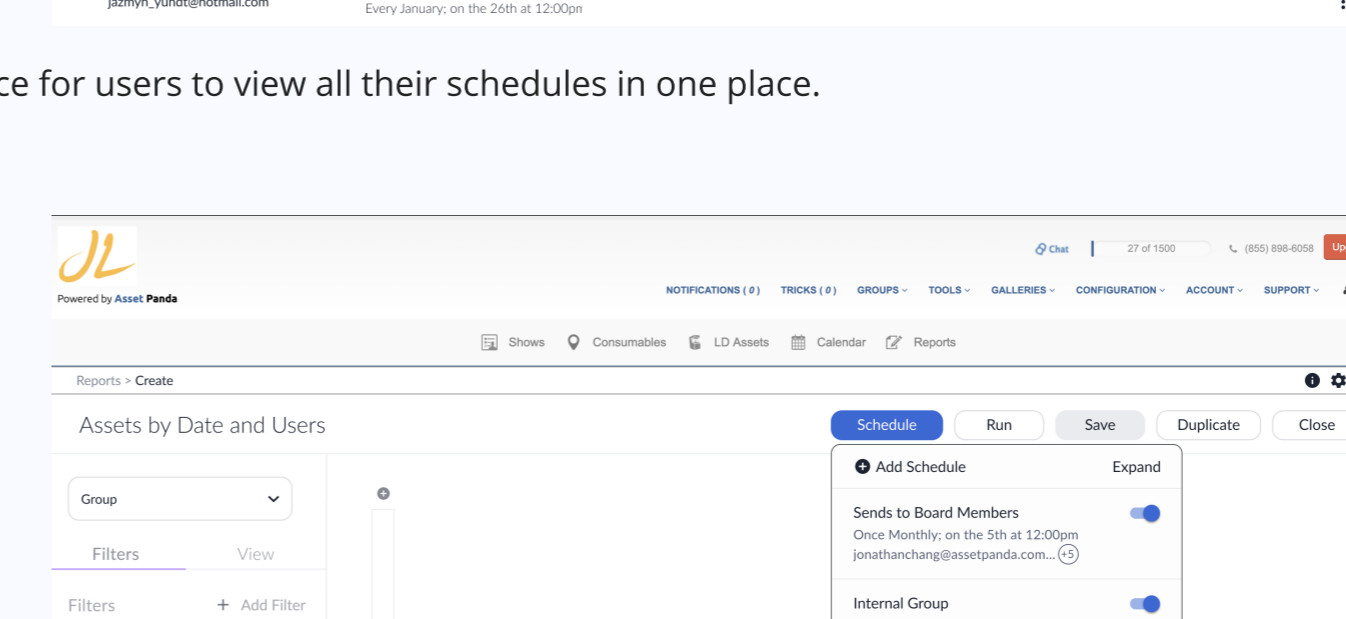 jazmyn_yundt@hotmail.com
Every January; on the 26th at 12:00pm
for users to view all their schedules in one place.
JL
Powered by Asset Panda
Chat
27 of 1500
(855) 898-6058
NOTIFICATIONS ( 0 ) TRICKS ( 0 ) GROUPS TOOLS GALLERIES CONFIGURATION ACCOUNT SUPPORT
Shows Consumables LD Assets Calendar Reports
Reports > Create
Assets by Date and Users
Schedule Run Save Duplicate Close
Add Schedule Expand
Group
Sends to Board Members
Once Monthly; on the 5th at 12:00pm
jonathanchang@assetpanda.com... +5
Filters View
Filters + Add Filter
Internal Group